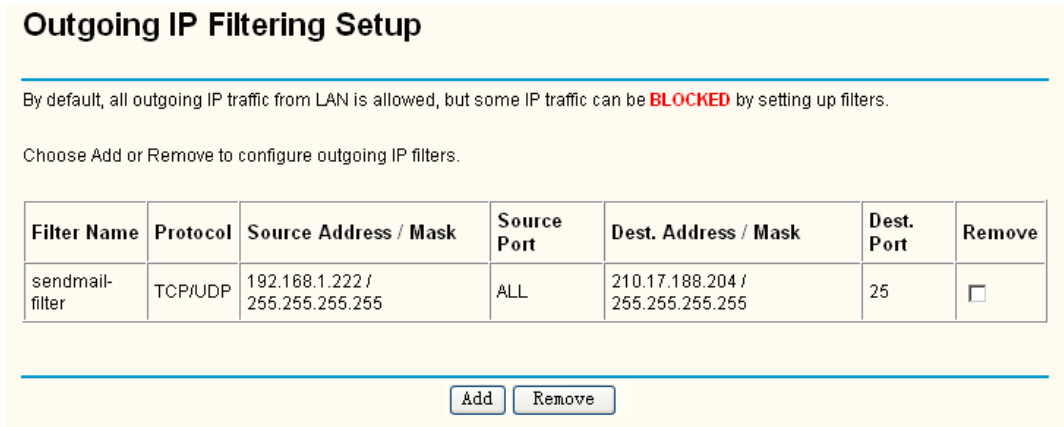 Outgoing IP Filtering Setup
By default, all outgoing IP traffic from LAN is allowed, but some IP traffic can be BLOCKED by setting up filters.
Choose Add or Remove to configure outgoing IP filters.
Filter Name Protocol Source Address / Mask Source Port Dest. Address / Mask Dest. Port Remove
sendmail-filter TCP/UDP 192.168.1.222 / 255.255.255.255 ALL 210.17.188.204 / 255.255.255.255 25
Add Remove